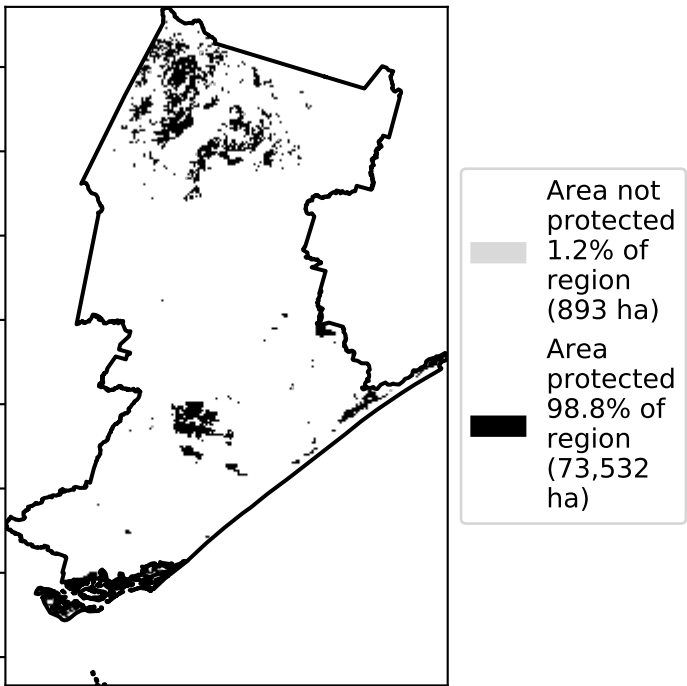 Area not
protected
1.2% of
region
(893 ha)
Area
protected
98.8% of
region
(73,532
ha)